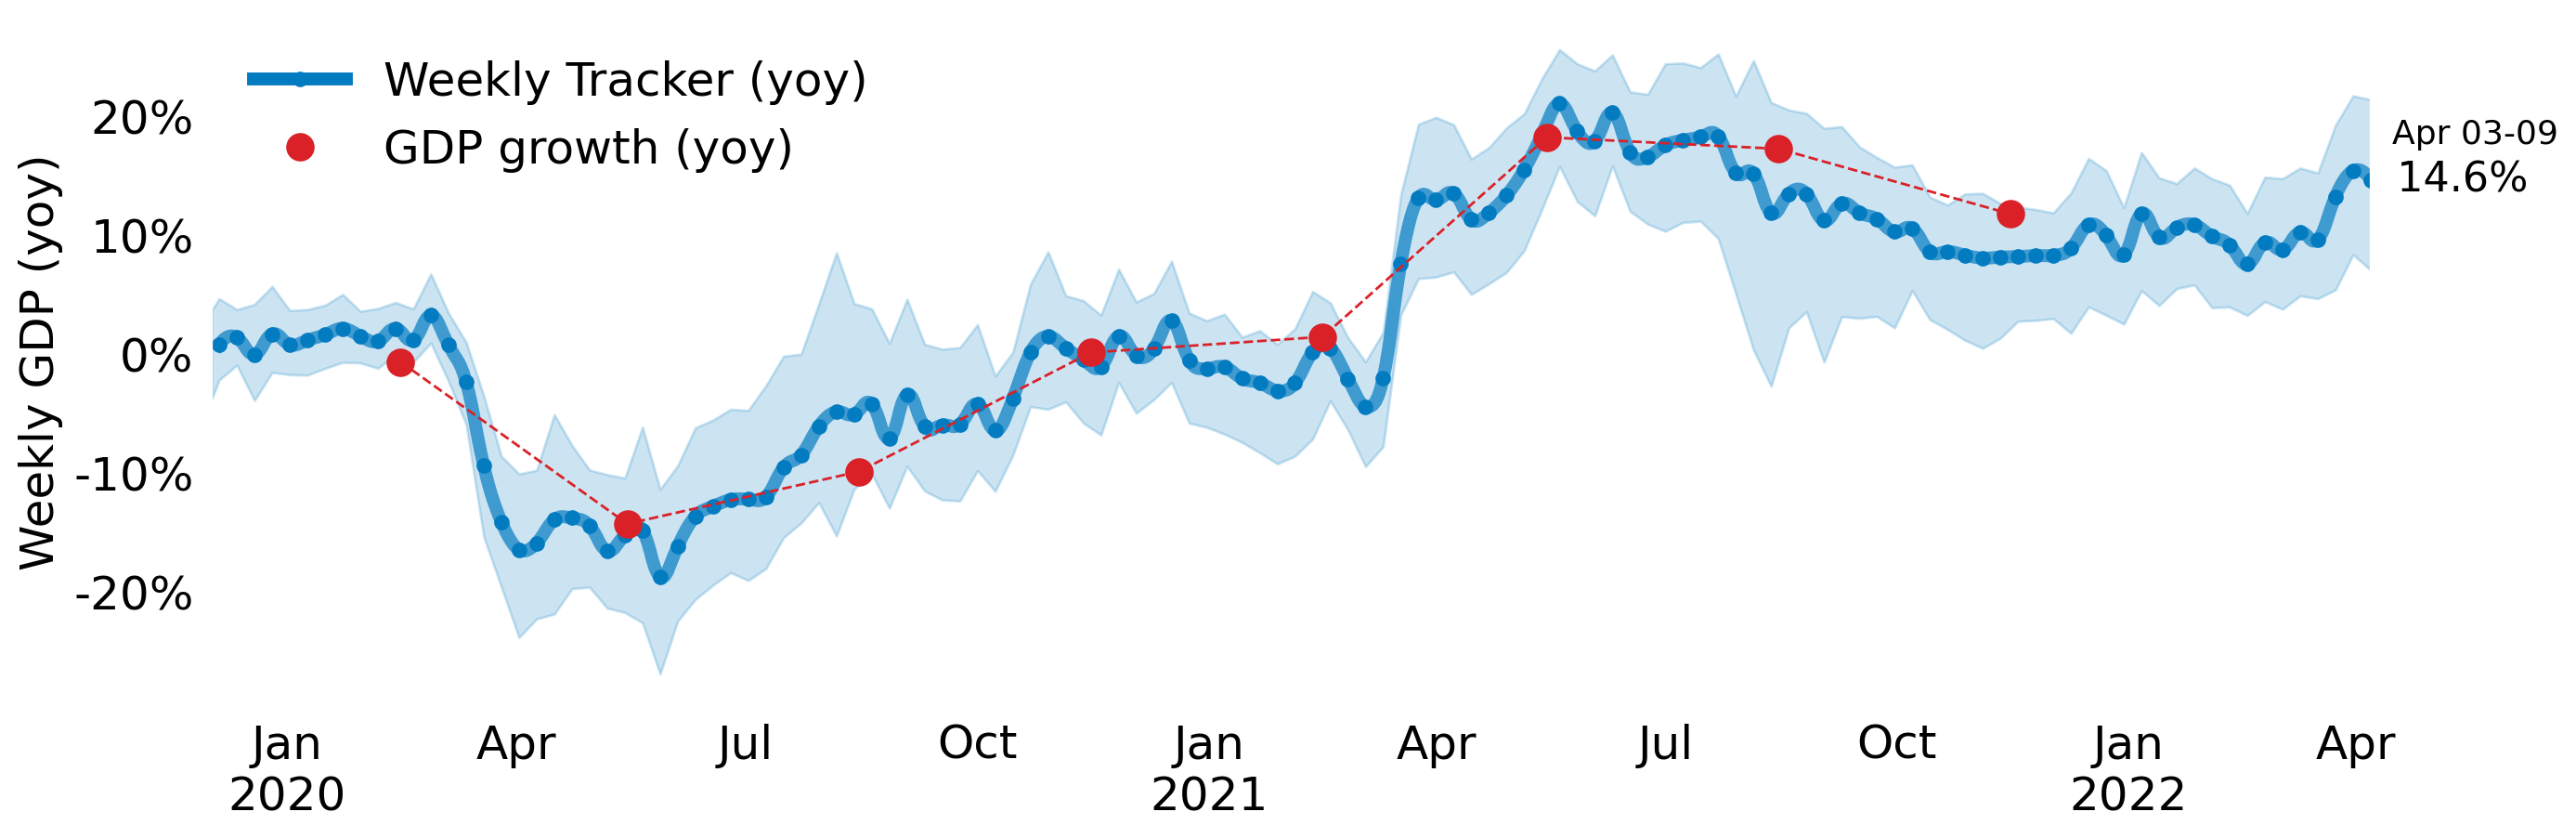 Weekly Tracker (yoy)
GDP growth (yoy)
Weekly GDP (yoy)
20%
10%
0%
-10%
-20%
Apr 03-09
14.6%
Jan
2020
Apr
Jul
Oct
Jan
2021
Apr
Jul
Oct
Jan
2022
Apr